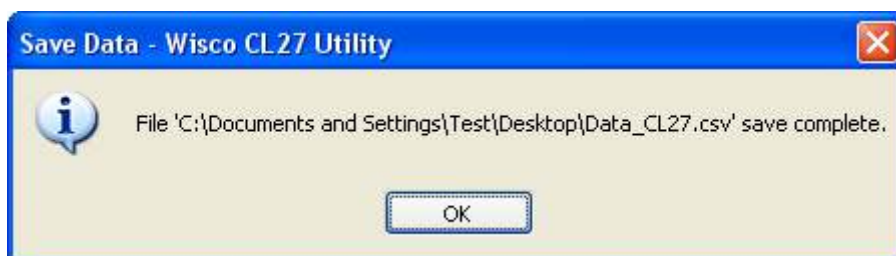 Save Data - Wisco CL27 Utility
File 'C:\Documents and Settings\Test\Desktop\Data_CL27.csv' save complete.
OK